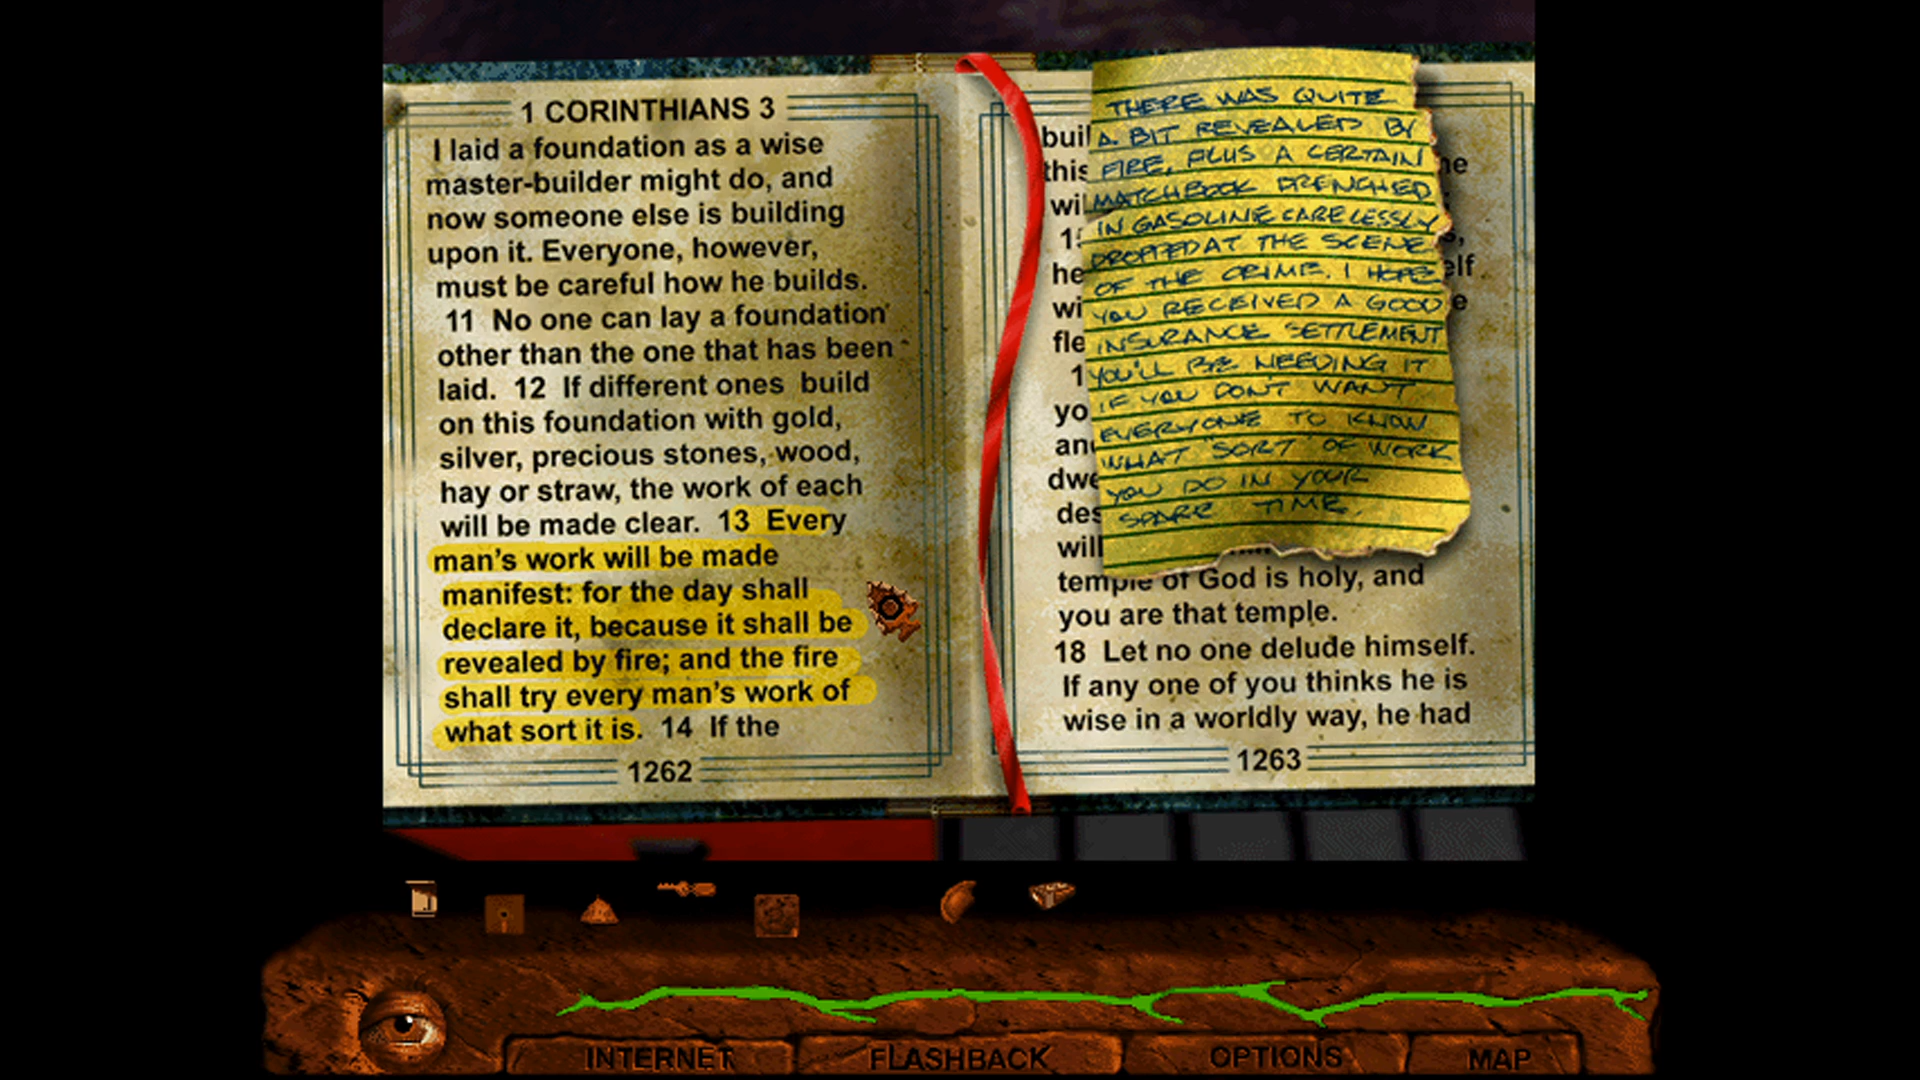 1 CORINTHIANS 3
I laid a foundation as a wise
master-builder might do, and
now someone else is building
upon it. Everyone, however,
must be careful how he builds.
11 No one can lay a foundation
other than the one that has been
laid. 12 If different ones build
on this foundation with gold,
silver, precious stones, wood,
hay or straw, the work of each
will be made clear. 13 Every
man's work will be made
manifest: for the day shall
declare it, because it shall be
revealed by fire; and the fire
shall try every man's work of
what sort it is. 14 If the
1262
THERE WAS QUITE
A BIT REVEALED BY
FIRE, PLUS A CERTAIN
MATCHBOOK DRENCHED
IN GASOLINE CARELESSLY
DROPPED AT THE SCENE
OF THE CRIME. I HOPE
YOU RECEIVED A GOOD
INSURANCE SETTLEMENT
YOU'LL BE NEEDING IT
IF YOU DON'T WANT
EVERYONE TO KNOW
WHAT "SORT" OF WORK
YOU DO IN YOUR
SPARE TIME.
temple of God is holy, and
you are that temple.
18 Let no one delude himself.
If any one of you thinks he is
wise in a worldly way, he had
1263
INTERNET FLASHBACK OPTIONS MAP